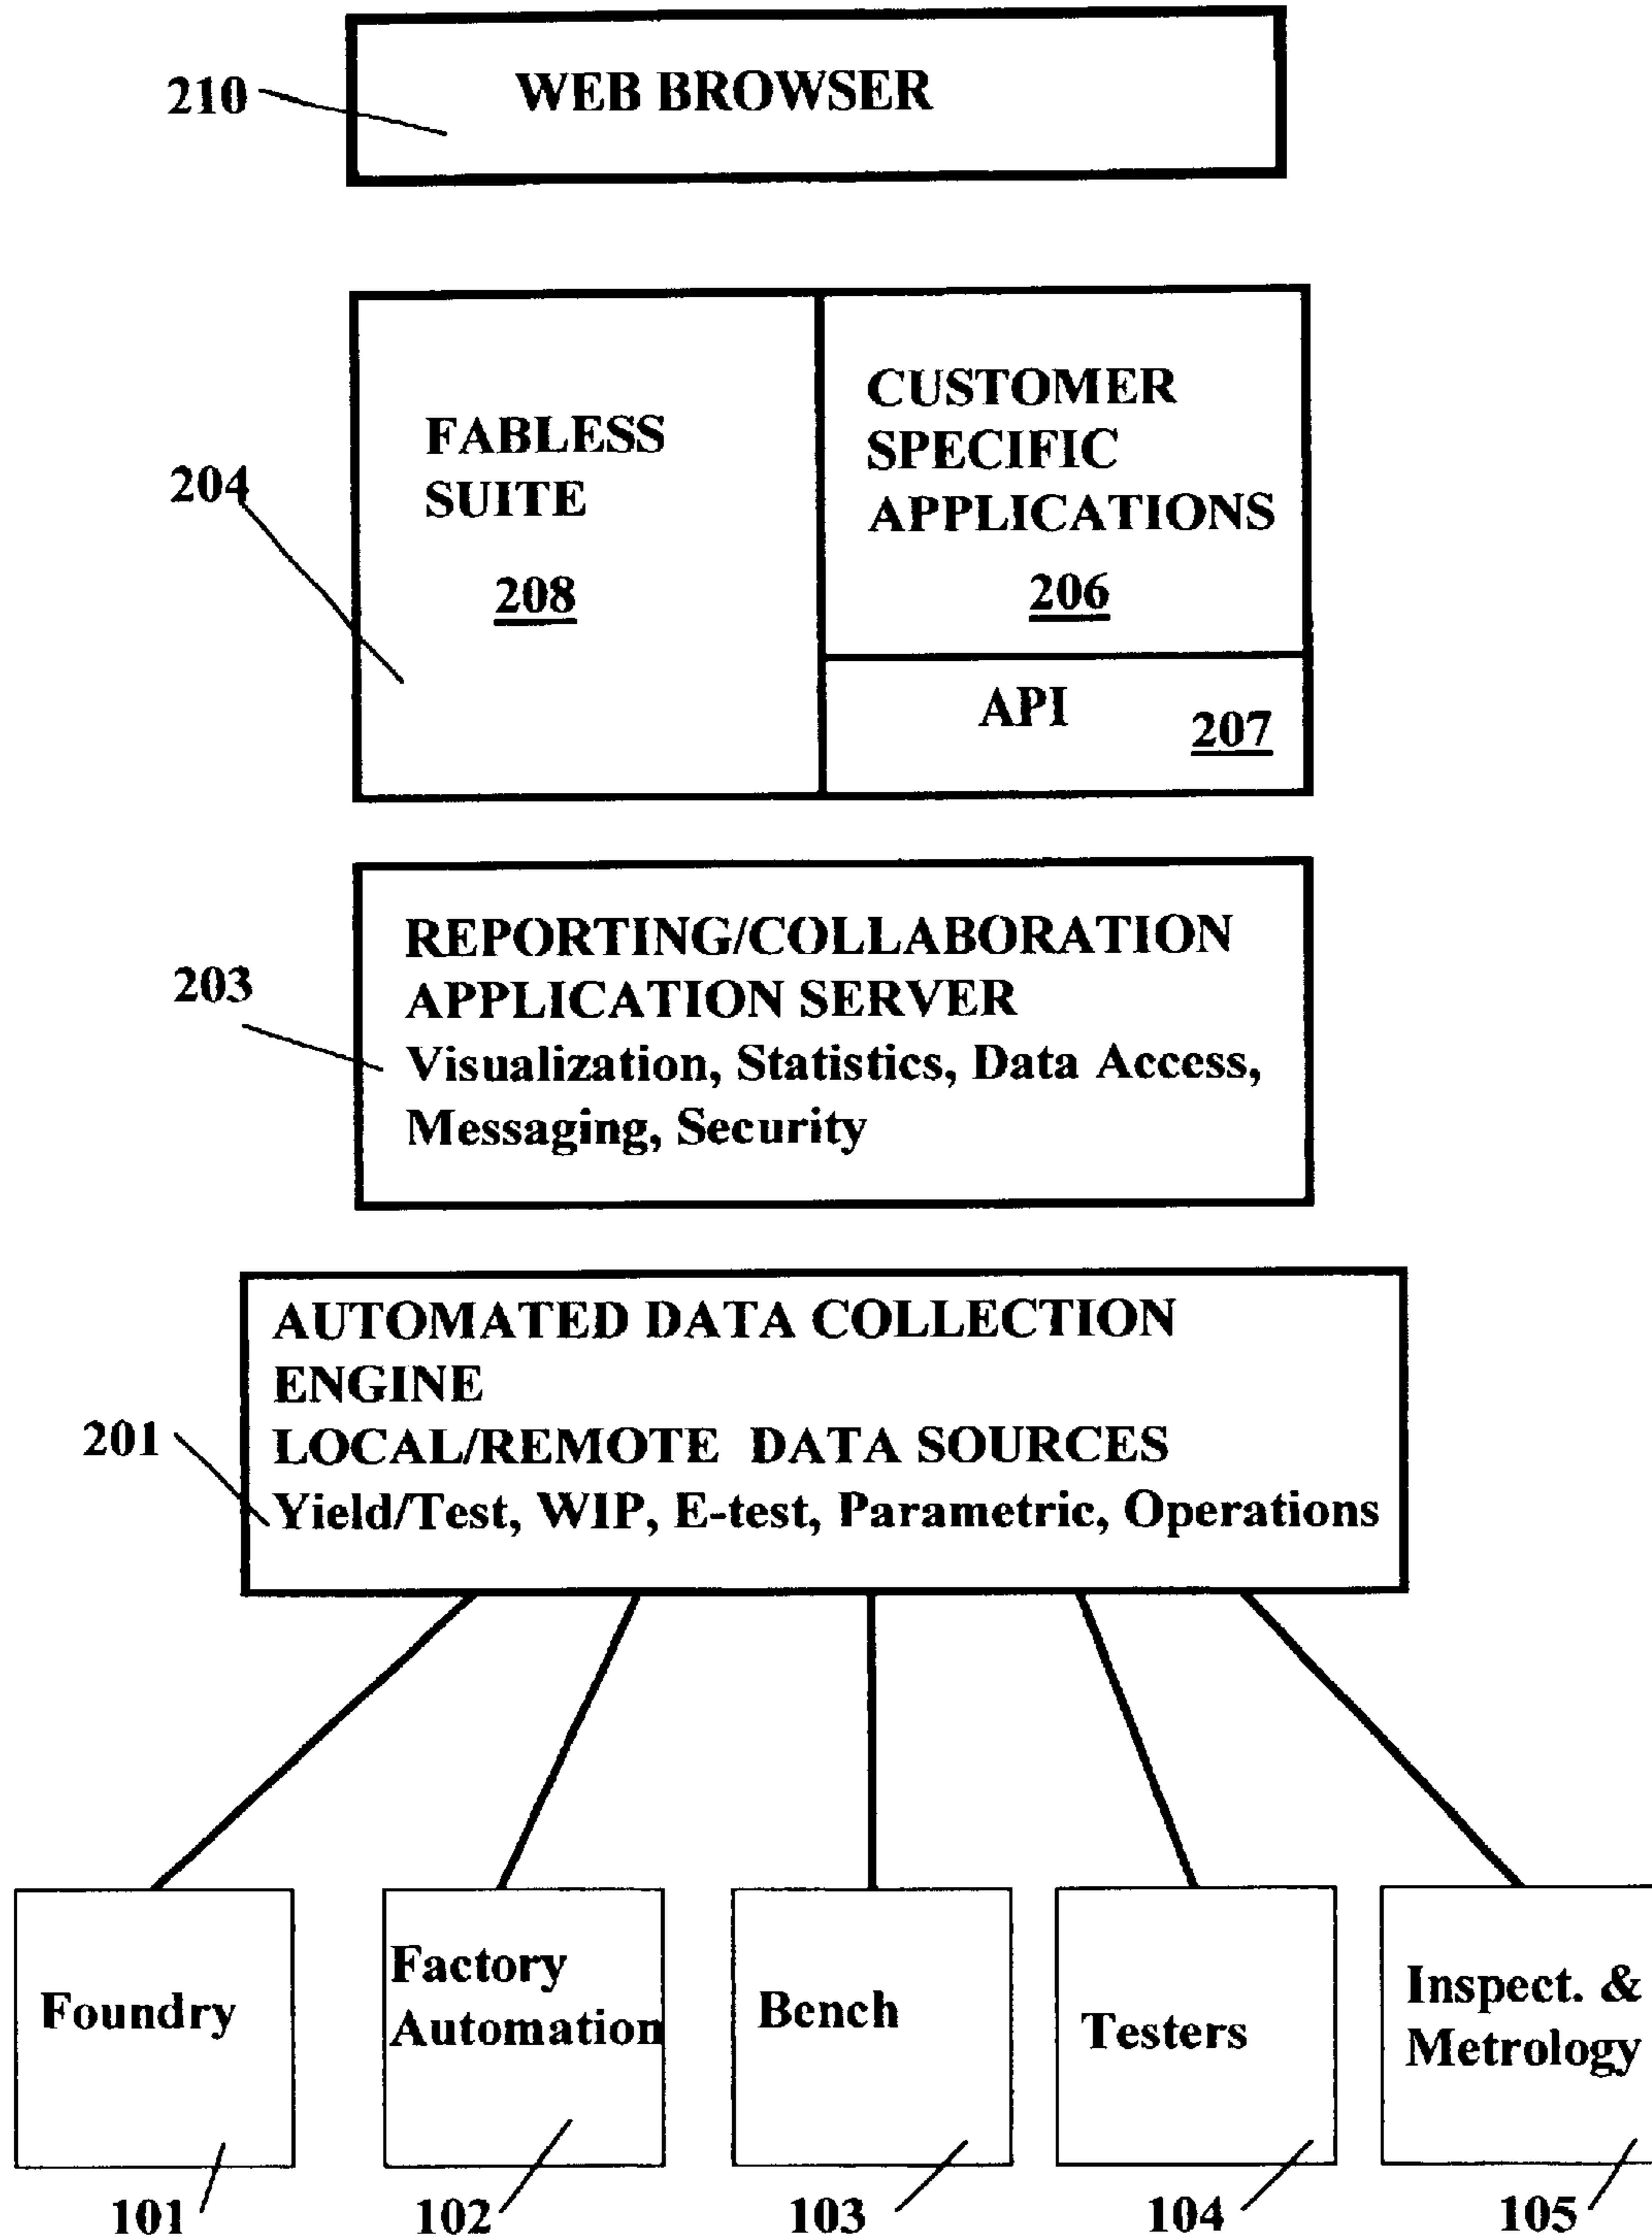 210
WEB BROWSER
204
FABLESS
SUITE
208
CUSTOMER
SPECIFIC
APPLICATIONS
206
API
207
203
REPORTING/COLLABORATION
APPLICATION SERVER
Visualization, Statistics, Data Access,
Messaging, Security
201
AUTOMATED DATA COLLECTION
ENGINE
LOCAL/REMOTE DATA SOURCES
Yield/Test, WIP, E-test, Parametric, Operations
Foundry
Factory
Automation
Bench
Testers
Inspect. &
Metrology
101
102
103
104
105